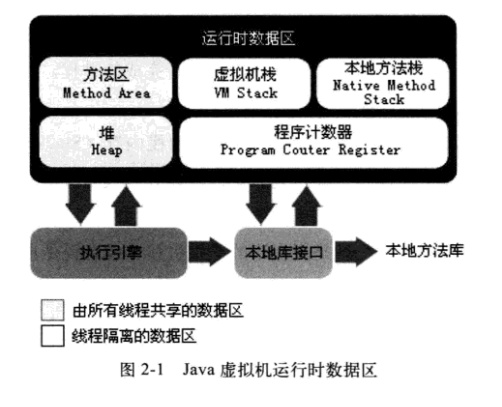 运行时数据区
方法区
Method Area
虚拟机栈
VM Stack
本地方法栈
Native Method
Stack
堆
Heap
程序计数器
Program Couter Register
执行引擎
本地库接口
本地方法库
由所有线程共享的数据区
线程隔离的数据区
图 2-1 Java 虚拟机运行时数据区